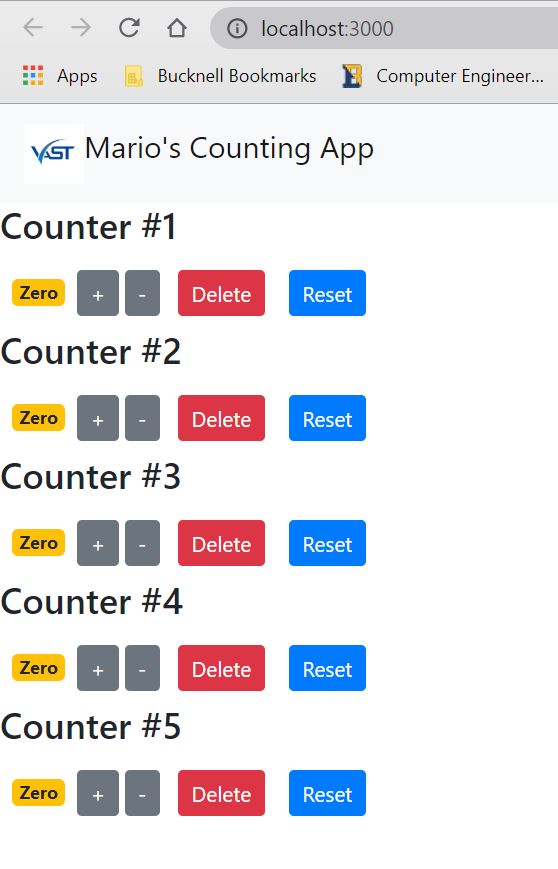 localhost:3000
Apps Bucknell Bookmarks Computer Engineer...
VAST Mario's Counting App
Counter #1
Zero + - Delete Reset
Counter #2
Zero + - Delete Reset
Counter #3
Zero + - Delete Reset
Counter #4
Zero + - Delete Reset
Counter #5
Zero + - Delete Reset